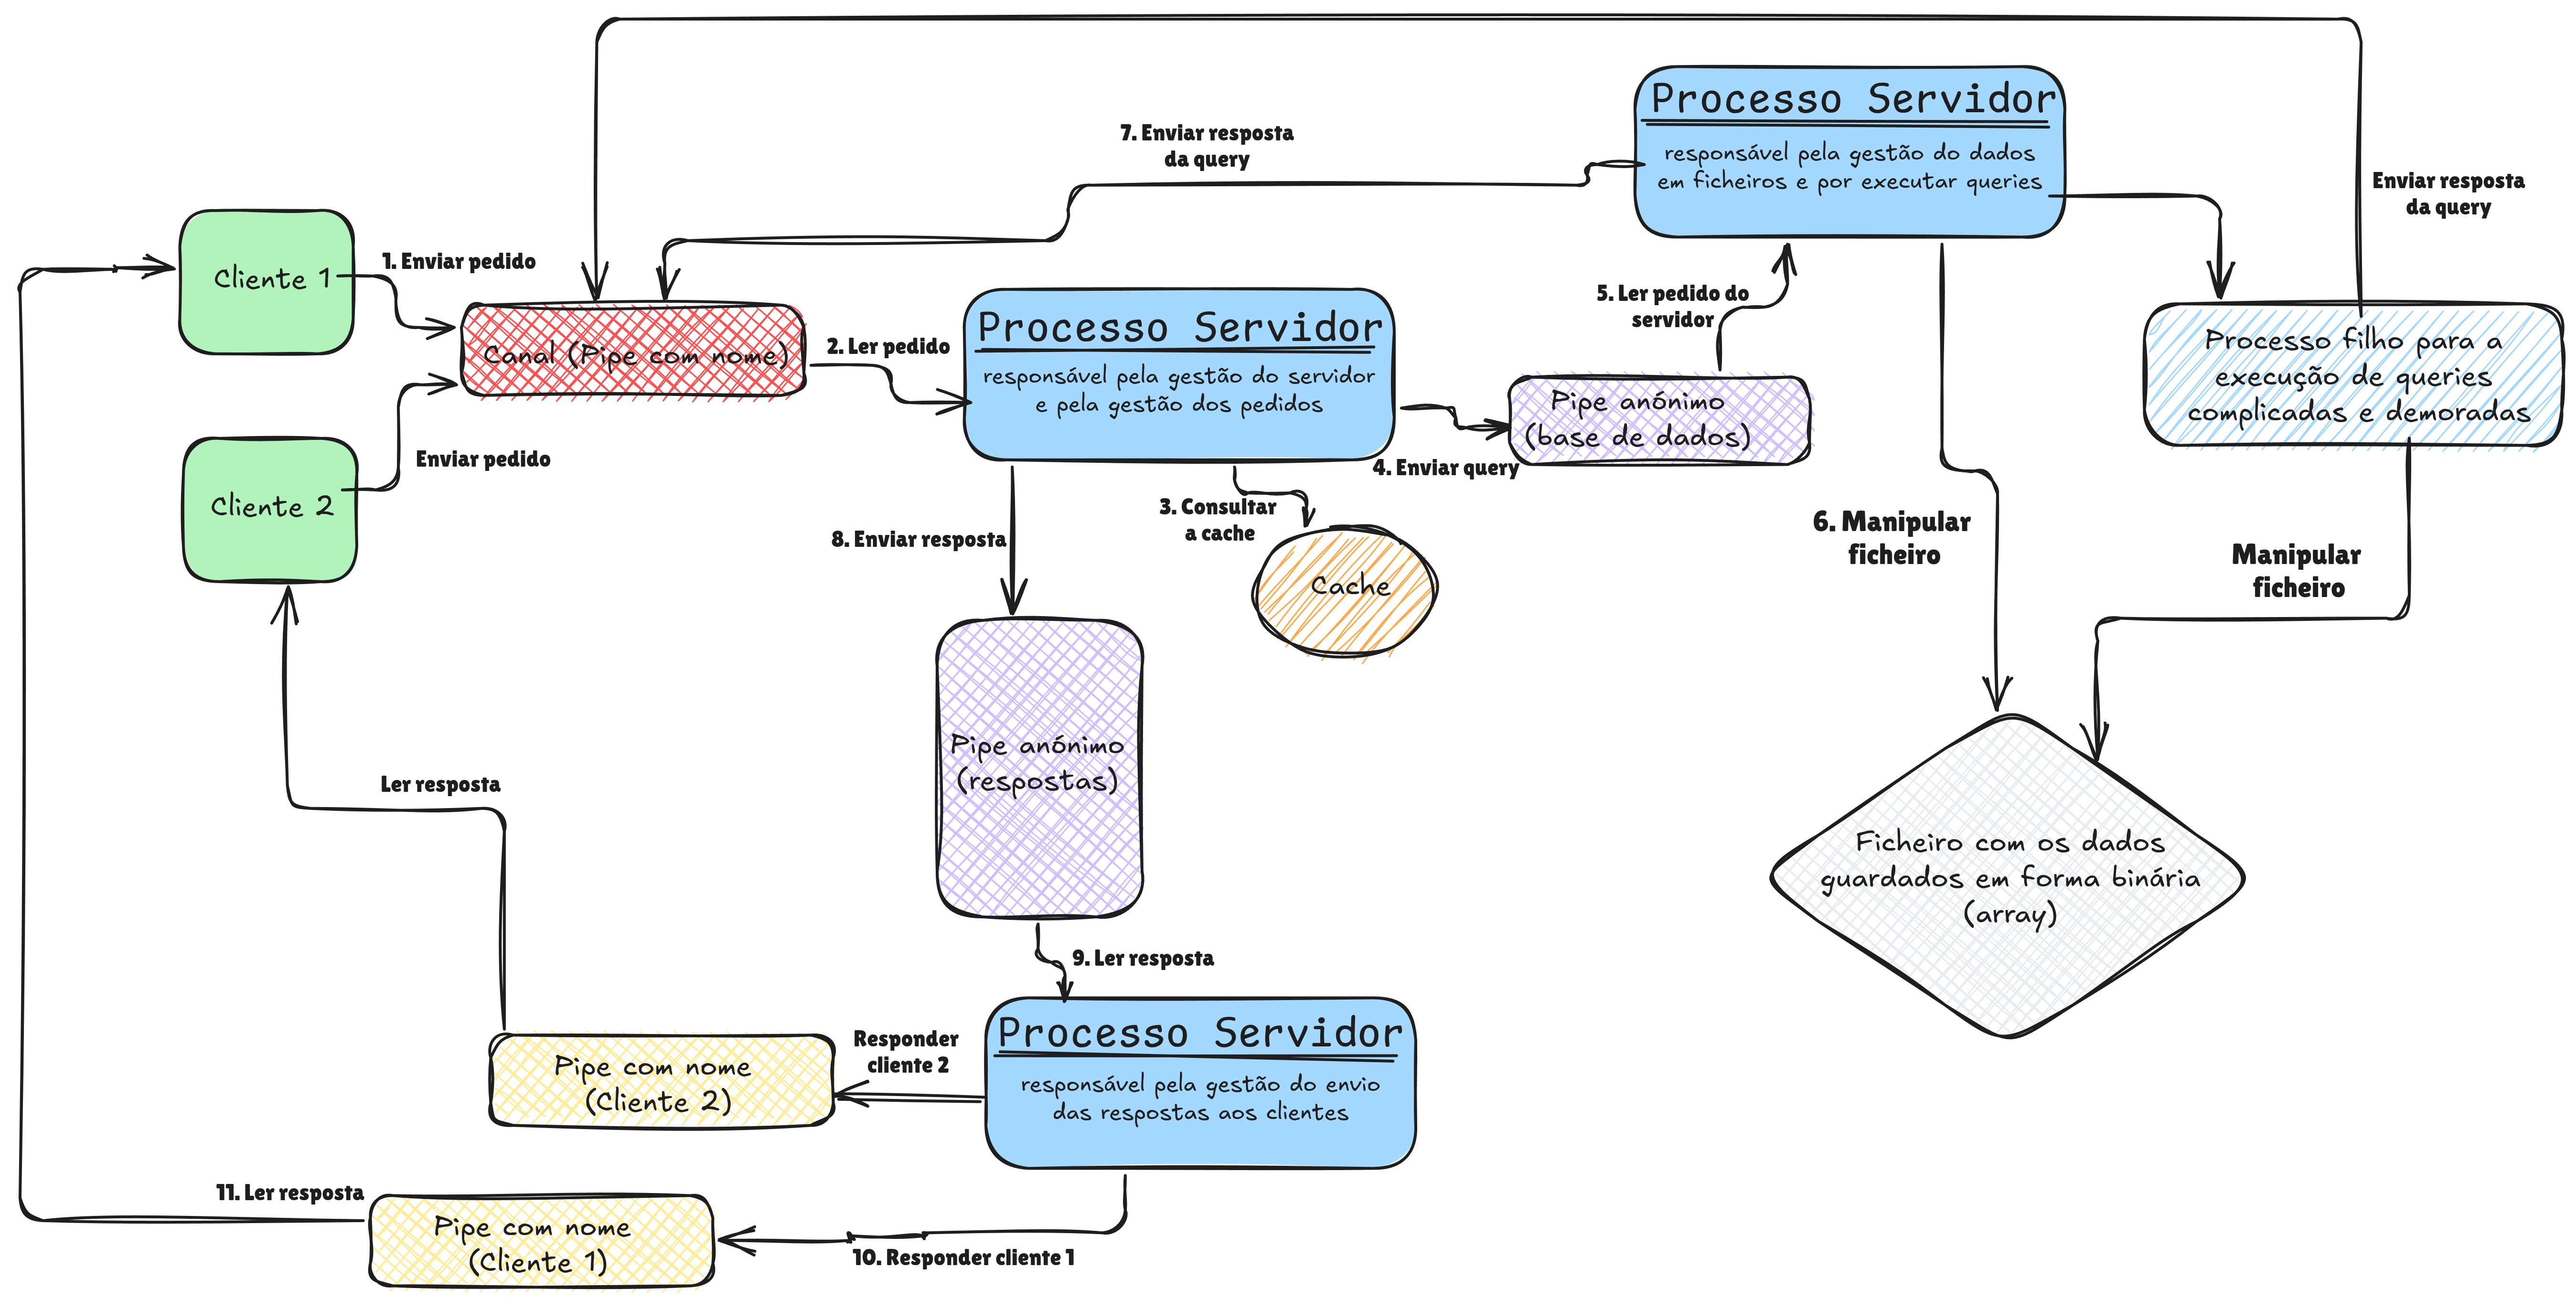 Processo Servidor
responsável pela gestão do dados
em ficheiros e por executar queries
7. Enviar resposta
da query
Enviar resposta
da query
Cliente 1
1. Enviar pedido
Canal (Pipe com nome)
2. Ler pedido
Processo Servidor
responsável pela gestão do servidor
e pela gestão dos pedidos
5. Ler pedido do
servidor
Pipe anónimo
(base de dados)
4. Enviar query
Processo filho para a
execução de queries
complicadas e demoradas
Cliente 2
Enviar pedido
8. Enviar resposta
3. Consultar
a cache
Cache
6. Manipular
ficheiro
Manipular
ficheiro
Pipe anónimo
(respostas)
Ler resposta
Ficheiro com os dados
guardados em forma binária
(array)
9. Ler resposta
Processo Servidor
responsável pela gestão do envio
das respostas aos clientes
Responder
cliente 2
Pipe com nome
(Cliente 2)
11. Ler resposta
Pipe com nome
(Cliente 1)
10. Responder cliente 1